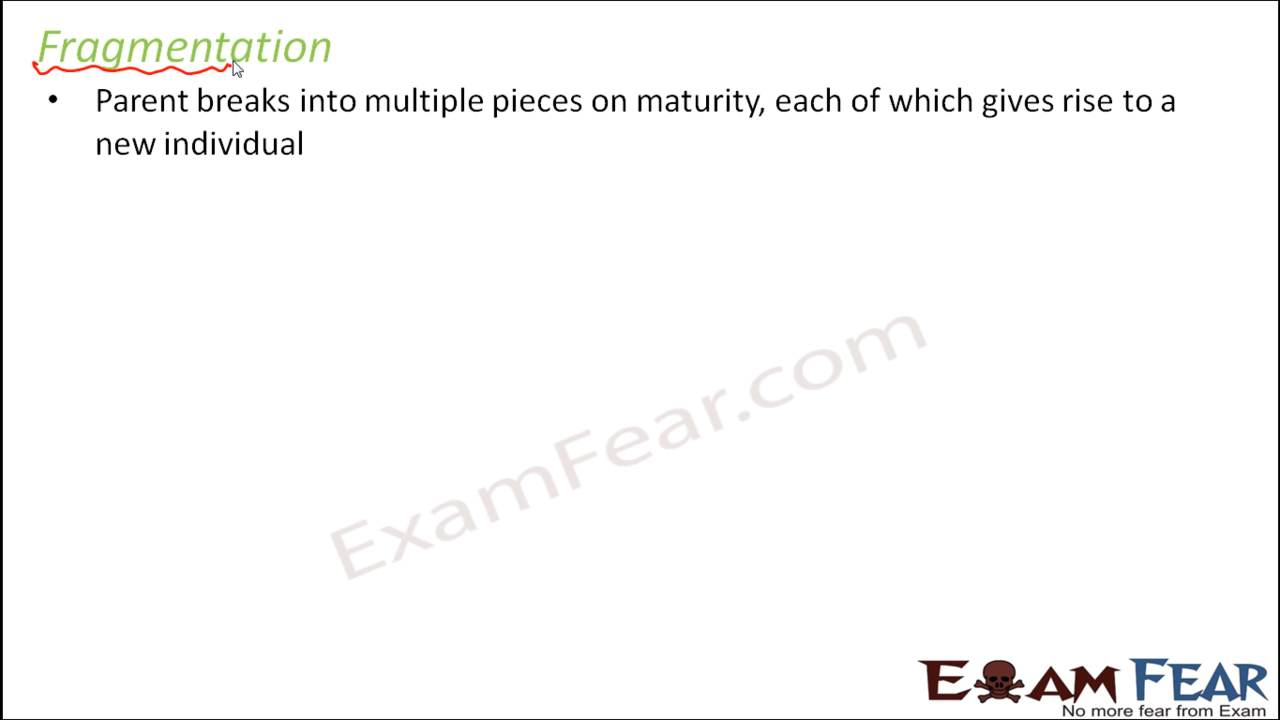 Fragmentation
• Parent breaks into multiple pieces on maturity, each of which gives rise to a
new individual
ExamFear.com
EXAM FEAR
No more fear from Exam